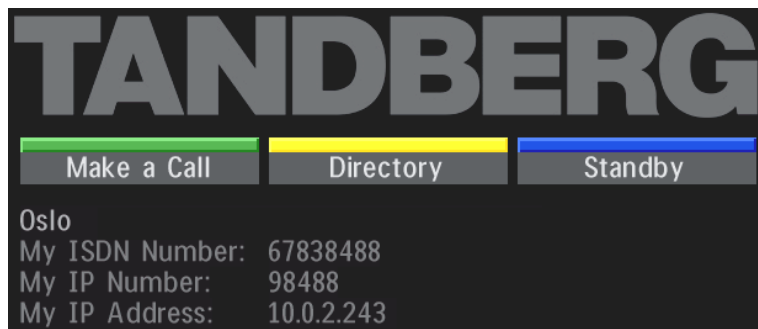 TANDBERG
Make a Call Directory Standby
Oslo
My ISDN Number: 67838488
My IP Number: 98488
My IP Address: 10.0.2.243